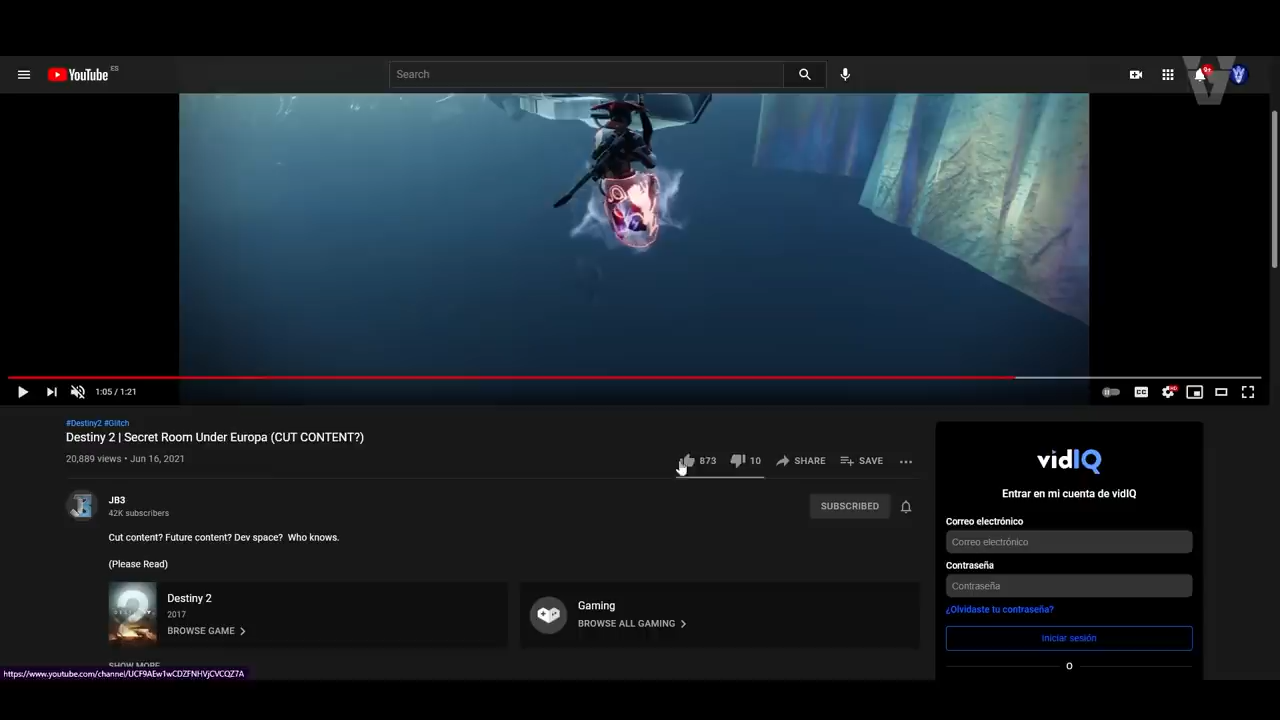 YouTube ES
Search
9+
1:05 / 1:21
CC
HD
#Destiny2 #Glitch
Destiny 2 | Secret Room Under Europa (CUT CONTENT?)
20,889 views • Jun 16, 2021
873
10
SHARE
SAVE
JB3
42K subscribers
SUBSCRIBED
Cut content? Future content? Dev space?  Who knows.
(Please Read)
Destiny 2
2017
BROWSE GAME
Gaming
BROWSE ALL GAMING
SHOW MORE
vidIQ
Entrar en mi cuenta de vidIQ
Correo electrónico
Correo electrónico
Contraseña
Contraseña
¿Olvidaste tu contraseña?
Iniciar sesión
O
https://www.youtube.com/channel/UCF9AEw1wCDZFNHVjCVCQZ7A